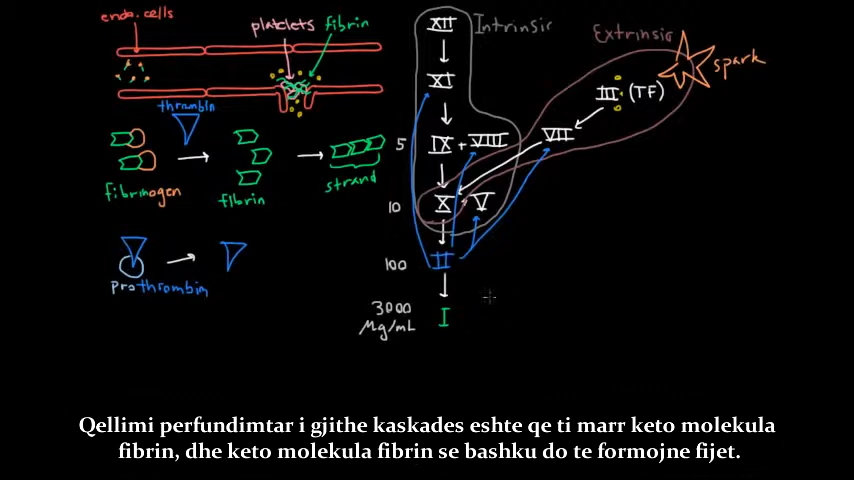 endo. cells
platelets
fibrin
thrombin
fibrinogen
fibrin
strand
prothrombin
XII
Intrinsic
XI
5
IX + VIII
10
X + V
100
II
3000
Mg/mL
I
Extrinsic
spark
III (TF)
VII
Qellimi perfundimtar i gjithe kaskades eshte qe ti marr keto molekula
fibrin, dhe keto molekula fibrin se bashku do te formojne fijet.